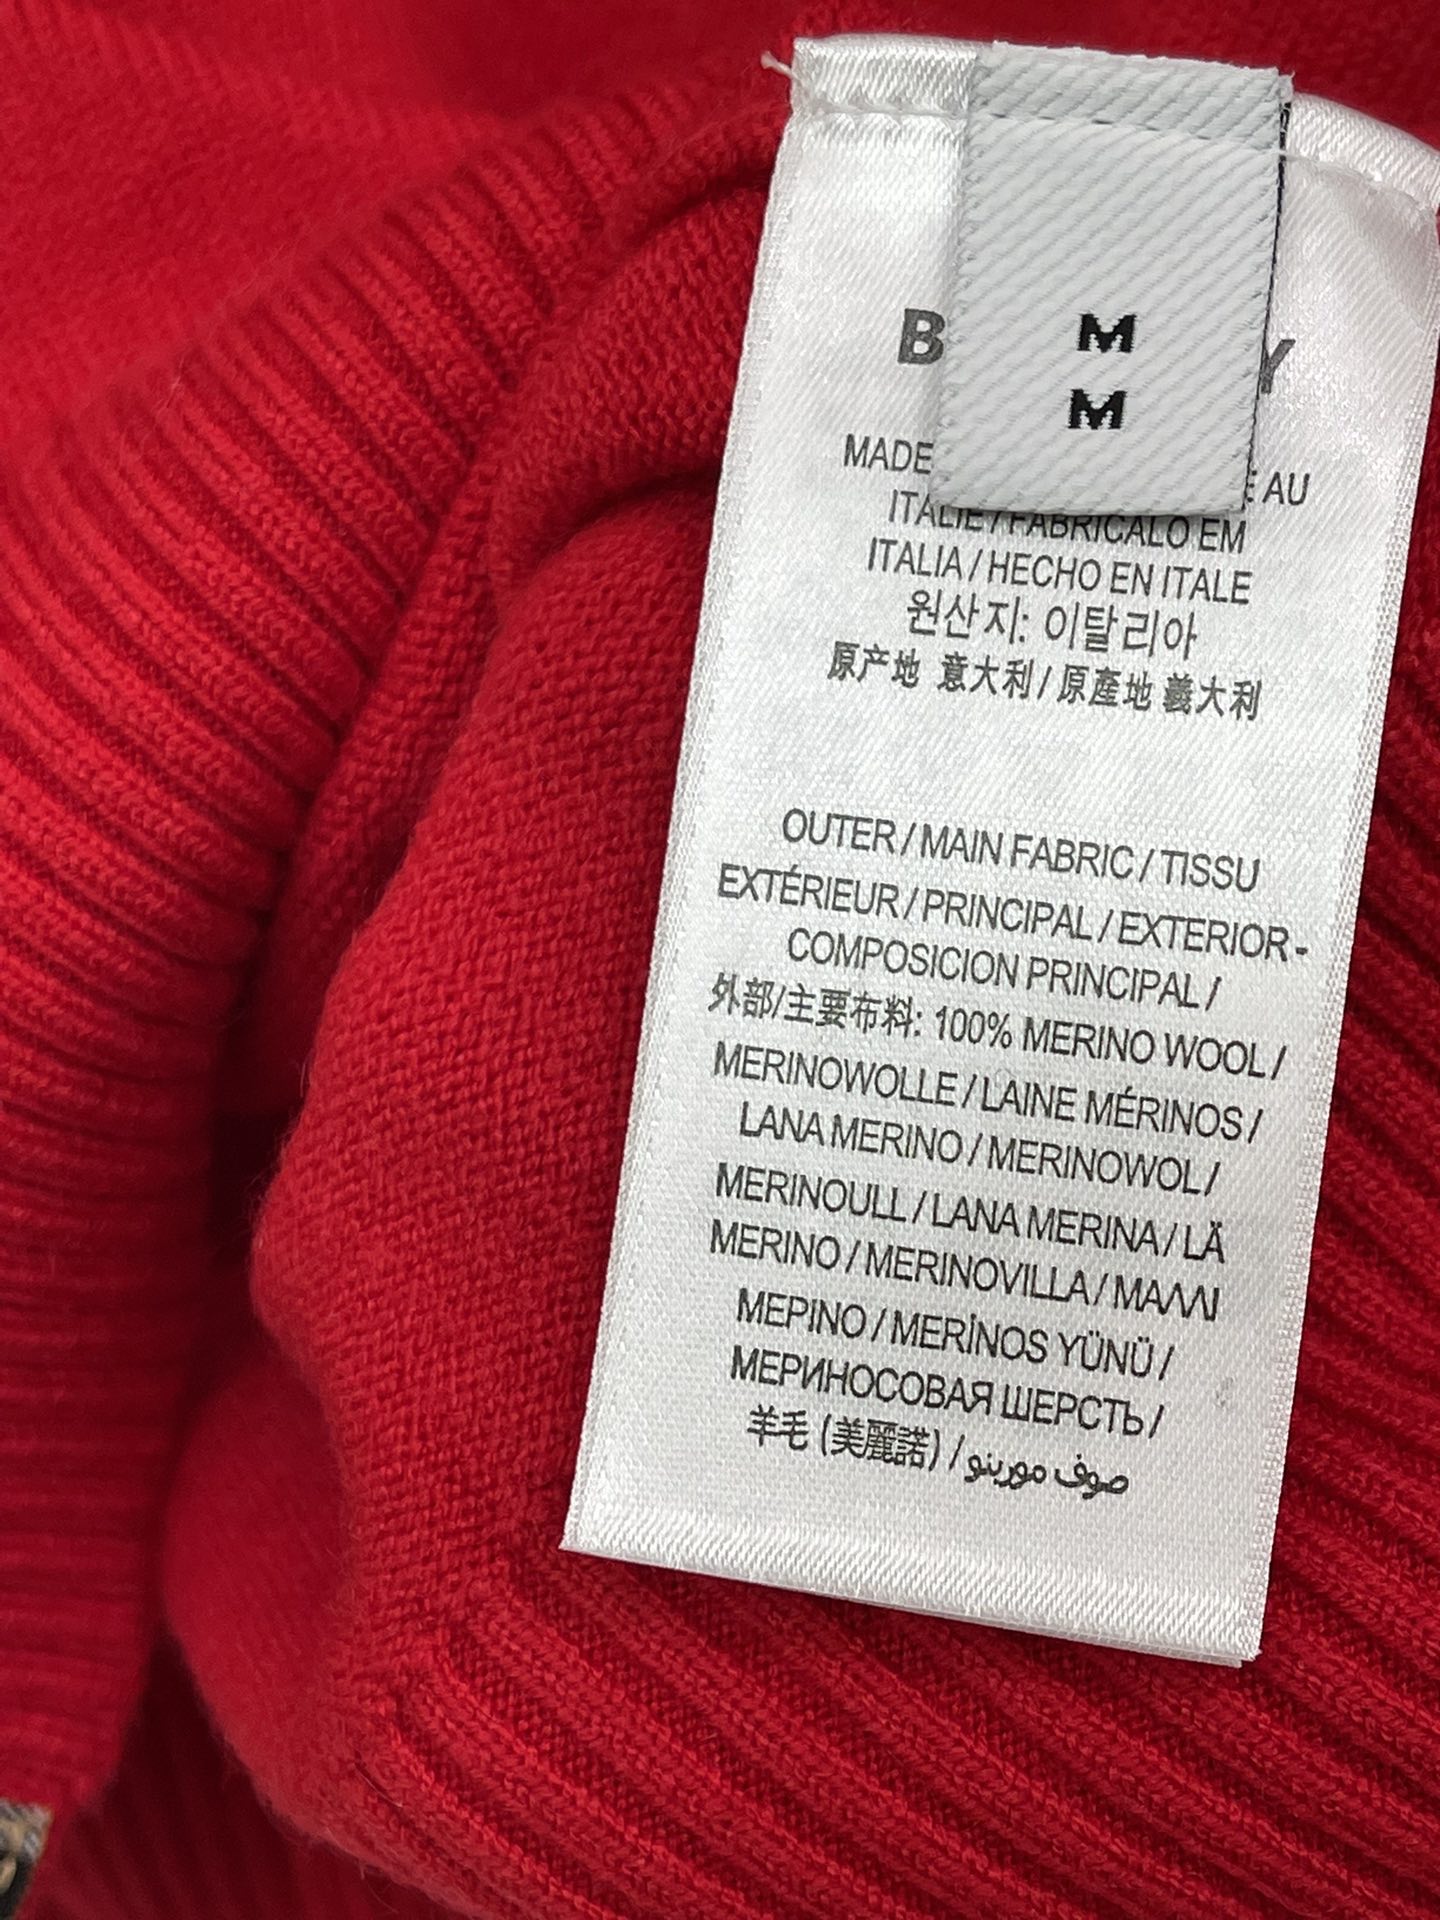 M
M
B Y
MADE E AU
ITALIE / FABRICALO EM
ITALIA / HECHO EN ITALE
원산지: 이탈리아
原产地 意大利 / 原產地 義大利
OUTER / MAIN FABRIC / TISSU
EXTÉRIEUR / PRINCIPAL / EXTERIOR -
COMPOSICION PRINCIPAL /
外部/主要布料: 100% MERINO WOOL /
MERINOWOLLE / LAINE MÉRINOS /
LANA MERINO / MERINOWOL /
MERINOULL / LANA MERINA / LÄ
MERINO / MERINOVILLA / ΜΑΛΛΙ
ΜΕΡΙΝΟ / MERİNOS YÜNÜ /
МЕРИНОСОВАЯ ШЕРСТЬ /
羊毛 (美麗諾) / صوف مورينو